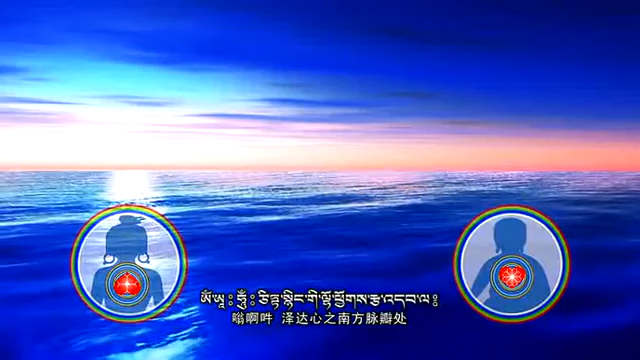 ༀ་ཨཱཿ ཧཱུྃ༔ ཙིཏྟ་སྙིང་གི་ལྷོ་ཕྱོགས་རྩ་འདབ་ལ༔
嗡啊吽 泽达心之南方脉瓣处